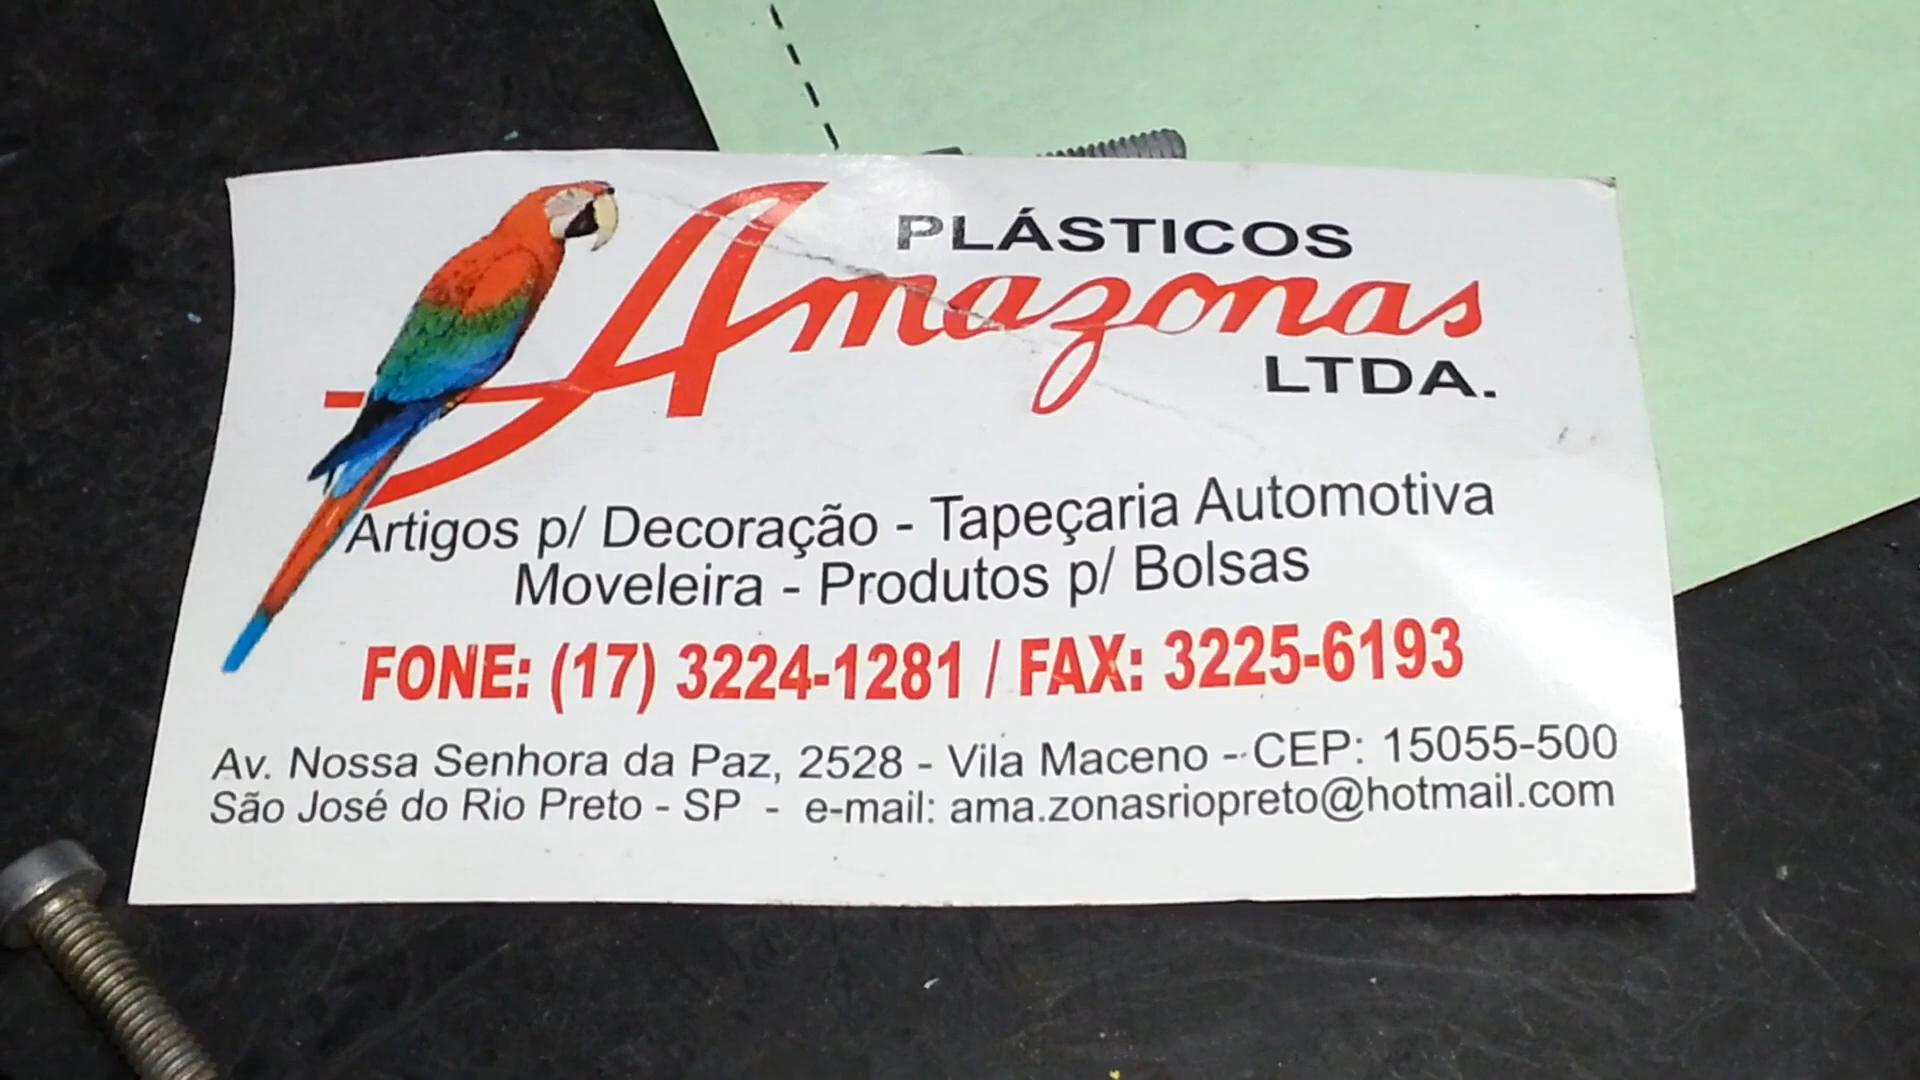 PLÁSTICOS
Amazonas
LTDA.
Artigos p/ Decoração - Tapeçaria Automotiva
Moveleira - Produtos p/ Bolsas
FONE: (17) 3224-1281 / FAX: 3225-6193
Av. Nossa Senhora da Paz, 2528 - Vila Maceno - CEP: 15055-500
São José do Rio Preto - SP - e-mail: ama.zonasriopreto@hotmail.com